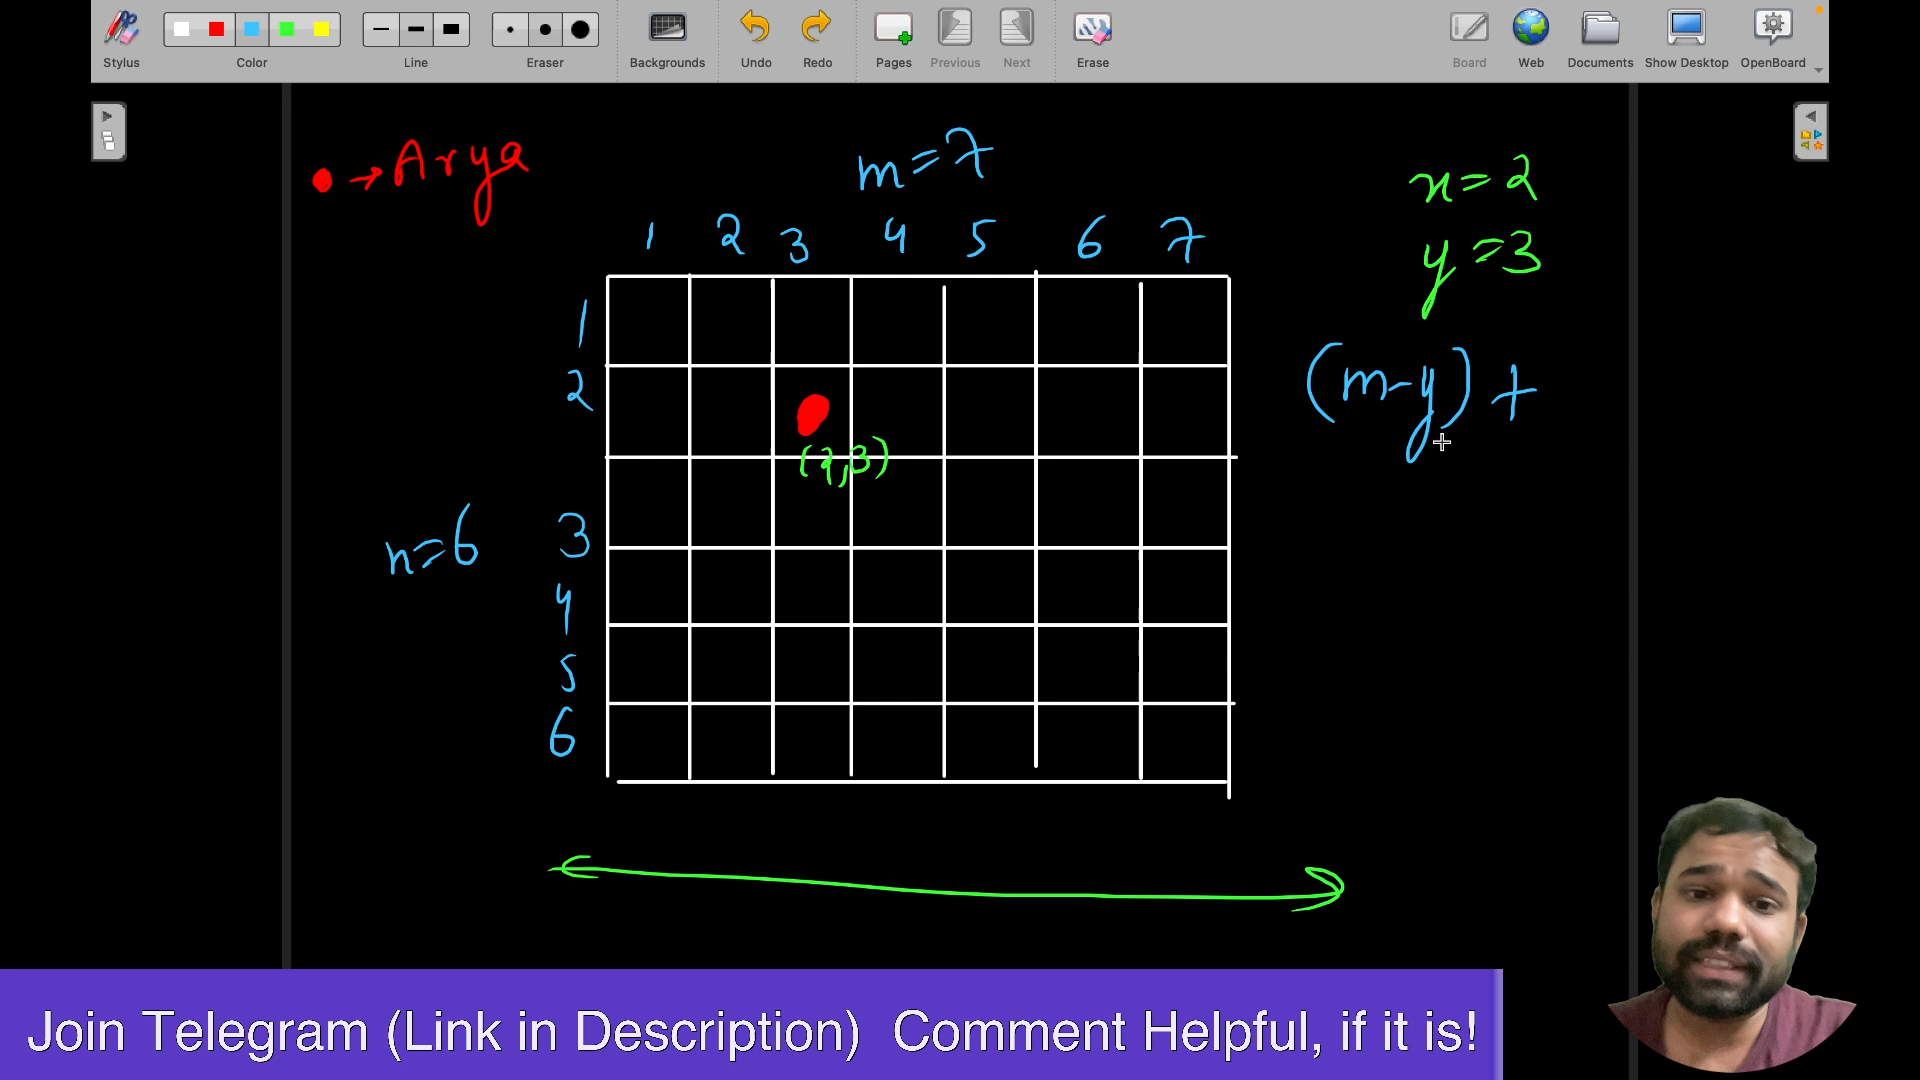 Stylus
Color
Line
Eraser
Backgrounds
Undo
Redo
Pages
Previous
Next
Erase
Board
Web
Documents
Show Desktop
OpenBoard
→ Arya
m=7
x=2
y=3
1 2 3 4 5 6 7
1
2
3
4
5
6
(2,3)
n=6
(m-y) +
Join Telegram (Link in Description) Comment Helpful, if it is!